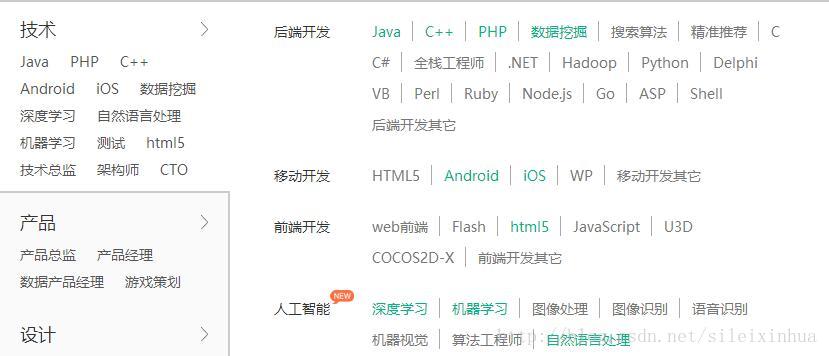 技术
Java PHP C++
Android iOS 数据挖掘
深度学习 自然语言处理
机器学习 测试 html5
技术总监 架构师 CTO
产品
产品总监 产品经理
数据产品经理 游戏策划
设计
后端开发 Java C++ PHP 数据挖掘 搜索算法 精准推荐 C
C# 全栈工程师 .NET Hadoop Python Delphi
VB Perl Ruby Node.js Go ASP Shell
后端开发其它
移动开发 HTML5 Android iOS WP 移动开发其它
前端开发 web前端 Flash html5 JavaScript U3D
COCOS2D-X 前端开发其它
人工智能 NEW 深度学习 机器学习 图像处理 图像识别 语音识别
机器视觉 算法工程师 自然语言处理
http://blog.csdn.net/sileixinhua